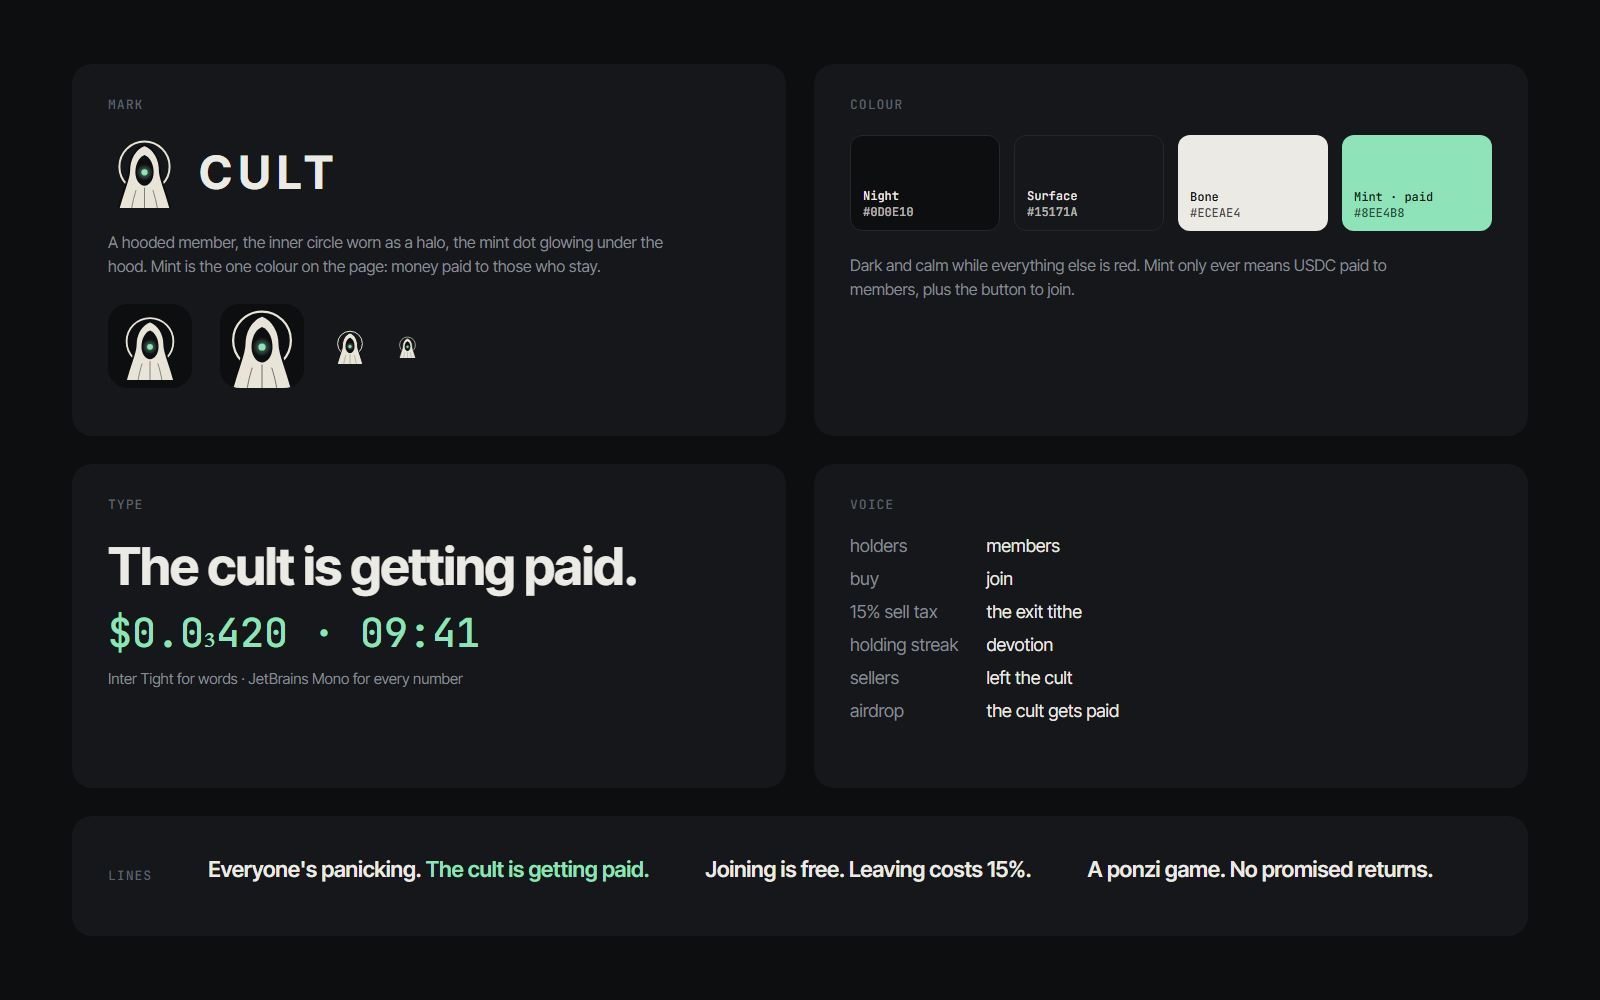 MARK
CULT
A hooded member, the inner circle worn as a halo, the mint dot glowing under the
hood. Mint is the one colour on the page: money paid to those who stay.
COLOUR
Night
#0D0E10
Surface
#15171A
Bone
#ECEAE4
Mint · paid
#8EE4B8
Dark and calm while everything else is red. Mint only ever means USDC paid to
members, plus the button to join.
TYPE
The cult is getting paid.
$0.0₃420 · 09:41
Inter Tight for words · JetBrains Mono for every number
VOICE
holders members
buy join
15% sell tax the exit tithe
holding streak devotion
sellers left the cult
airdrop the cult gets paid
LINES
Everyone's panicking. The cult is getting paid.
Joining is free. Leaving costs 15%.
A ponzi game. No promised returns.